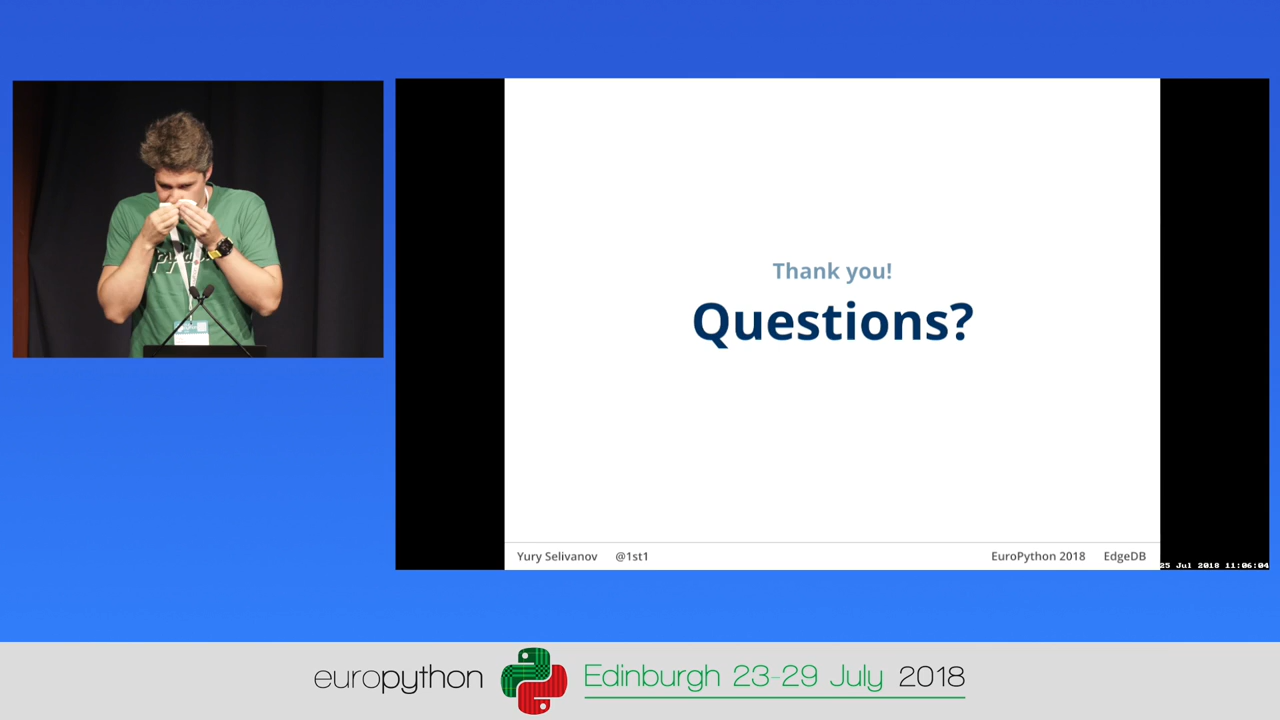 Thank you!
Questions?
Yury Selivanov @1st1 EuroPython 2018 EdgeDB
25 Jul 2018 11:06:04
europython Edinburgh 23-29 July 2018